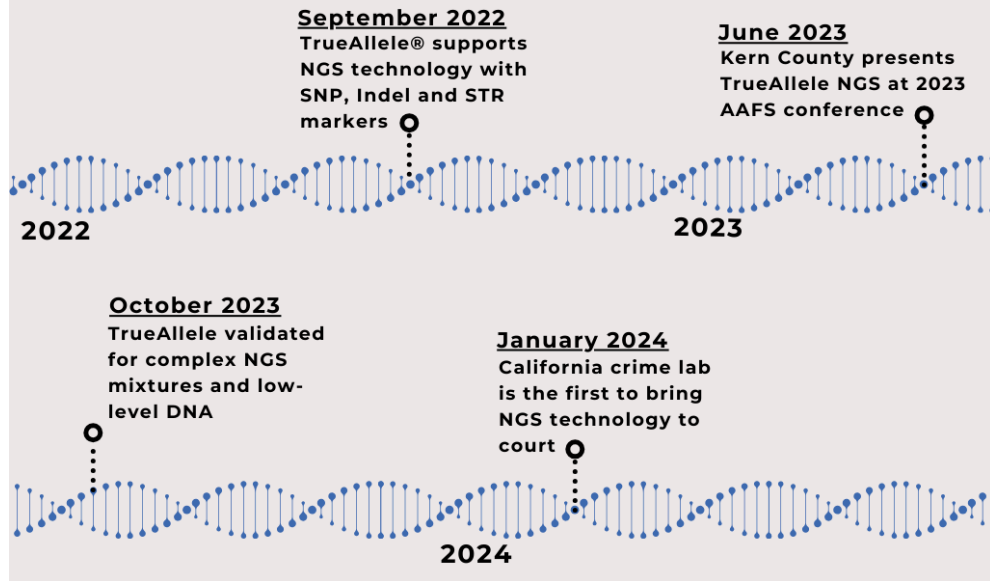 September 2022
TrueAllele® supports
NGS technology with
SNP, Indel and STR
markers
June 2023
Kern County presents
TrueAllele NGS at 2023
AAFS conference
2022
2023
October 2023
TrueAllele validated
for complex NGS
mixtures and low-
level DNA
January 2024
California crime lab
is the first to bring
NGS technology to
court
2024